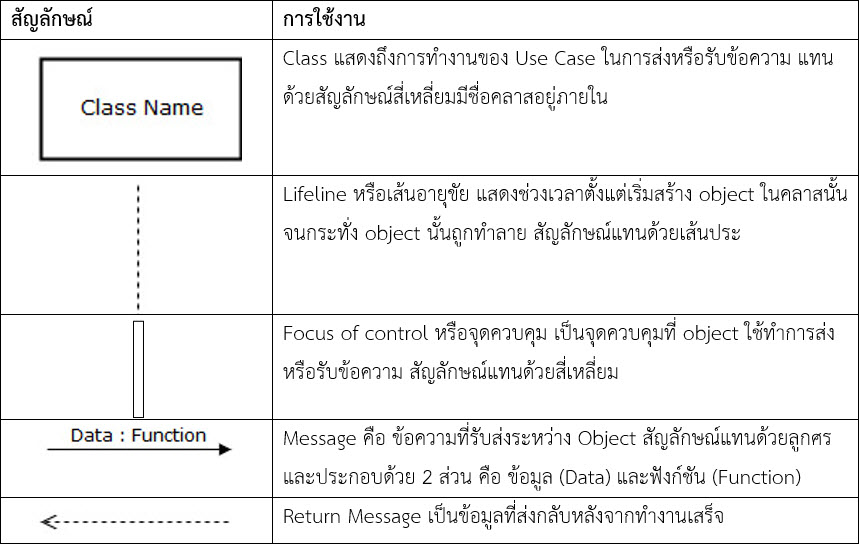 สัญลักษณ์
การใช้งาน
Class Name
Class แสดงถึงการทำงานของ Use Case ในการส่งหรือรับข้อความ แทน
ด้วยสัญลักษณ์สี่เหลี่ยมมีชื่อคลาสอยู่ภายใน
Lifeline หรือเส้นอายุขัย แสดงช่วงเวลาตั้งแต่เริ่มสร้าง object ในคลาสนั้น
จนกระทั่ง object นั้นถูกทำลาย สัญลักษณ์แทนด้วยเส้นประ
Focus of control หรือจุดควบคุม เป็นจุดควบคุมที่ object ใช้ทำการส่ง
หรือรับข้อความ สัญลักษณ์แทนด้วยสี่เหลี่ยม
Data : Function
Message คือ ข้อความที่รับส่งระหว่าง Object สัญลักษณ์แทนด้วยลูกศร
และประกอบด้วย 2 ส่วน คือ ข้อมูล (Data) และฟังก์ชัน (Function)
Return Message เป็นข้อมูลที่ส่งกลับหลังจากทำงานเสร็จ